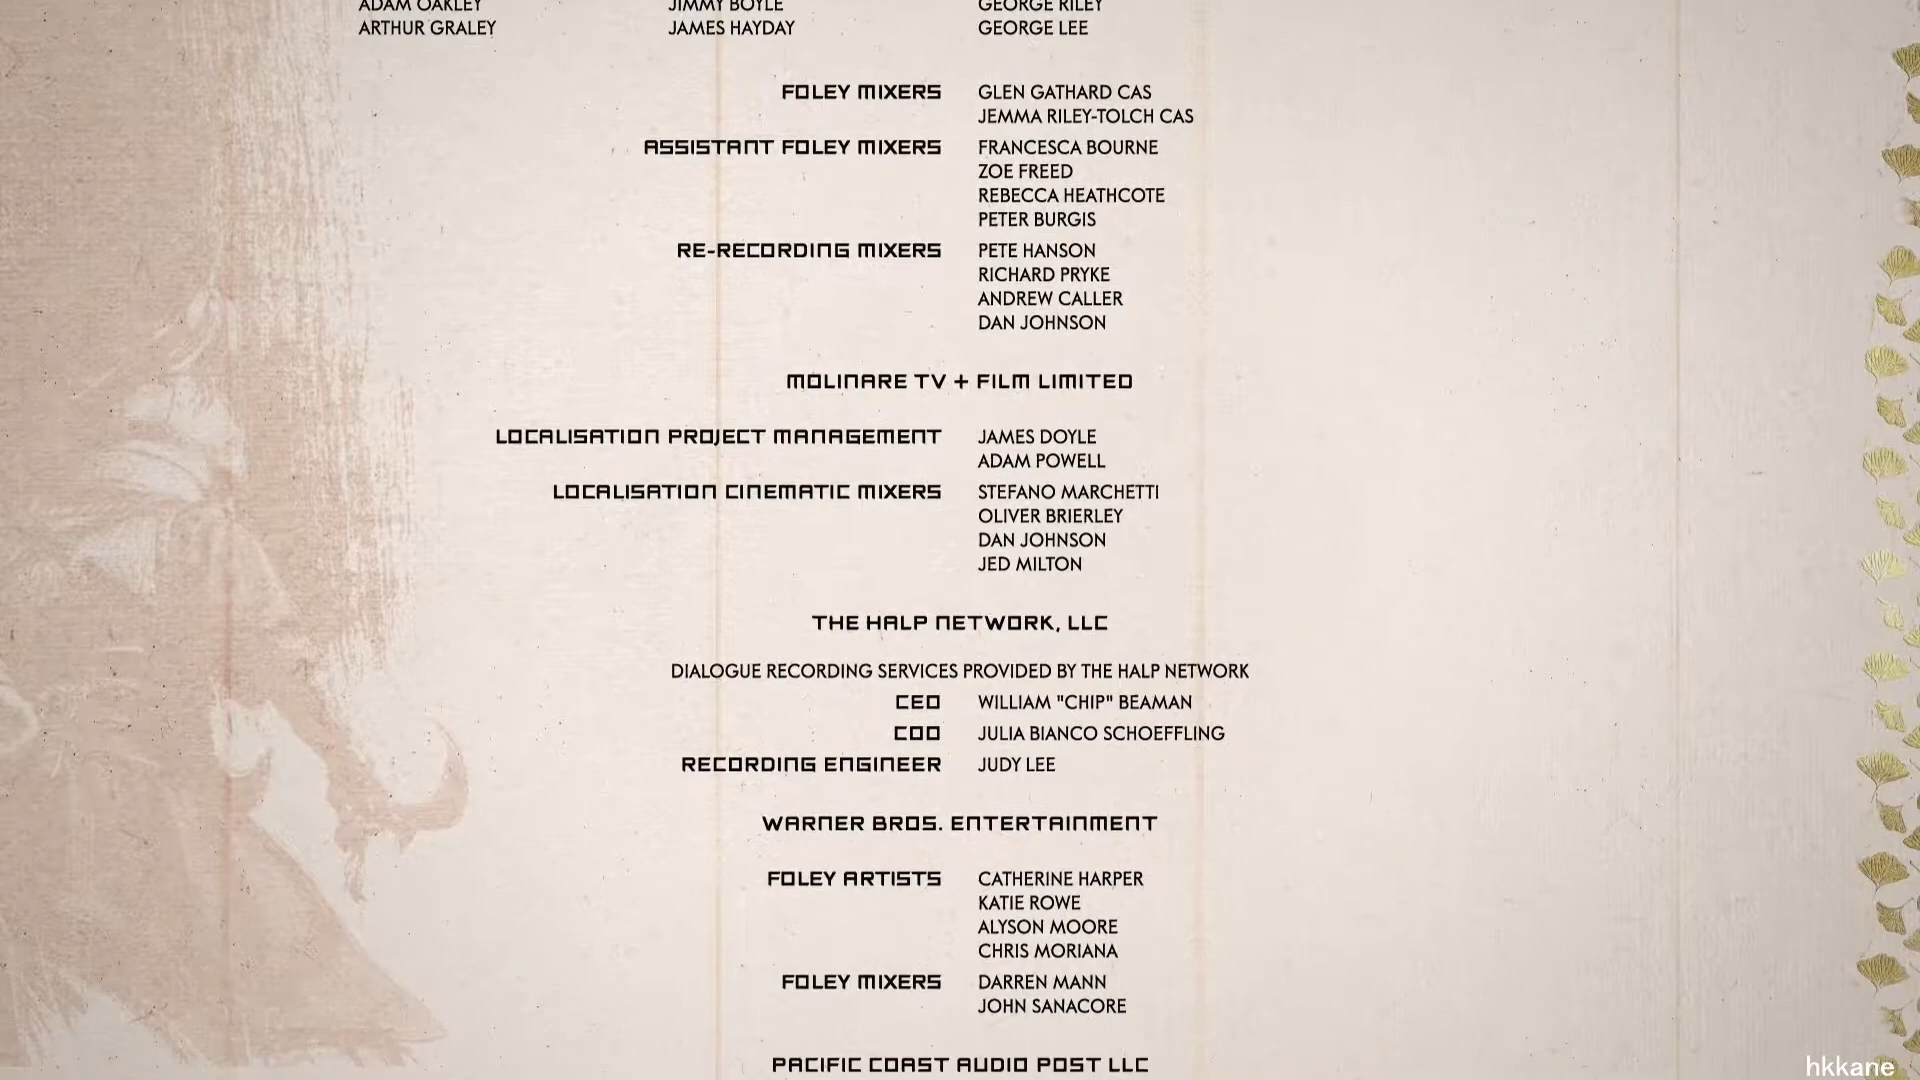 ADAM OAKLEY JIMMY BOYLE GEORGE RILEY
ARTHUR GRALEY JAMES HAYDAY GEORGE LEE
FOLEY MIXERS GLEN GATHARD CAS
JEMMA RILEY-TOLCH CAS
ASSISTANT FOLEY MIXERS FRANCESCA BOURNE
ZOE FREED
REBECCA HEATHCOTE
PETER BURGIS
RE-RECORDING MIXERS PETE HANSON
RICHARD PRYKE
ANDREW CALLER
DAN JOHNSON
MOLINARE TV + FILM LIMITED
LOCALISATION PROJECT MANAGEMENT JAMES DOYLE
ADAM POWELL
LOCALISATION CINEMATIC MIXERS STEFANO MARCHETTI
OLIVER BRIERLEY
DAN JOHNSON
JED MILTON
THE HALP NETWORK, LLC
DIALOGUE RECORDING SERVICES PROVIDED BY THE HALP NETWORK
CEO WILLIAM "CHIP" BEAMAN
COO JULIA BIANCO SCHOEFFLING
RECORDING ENGINEER JUDY LEE
WARNER BROS. ENTERTAINMENT
FOLEY ARTISTS CATHERINE HARPER
KATIE ROWE
ALYSON MOORE
CHRIS MORIANA
FOLEY MIXERS DARREN MANN
JOHN SANACORE
PACIFIC COAST AUDIO POST LLC
hkkane